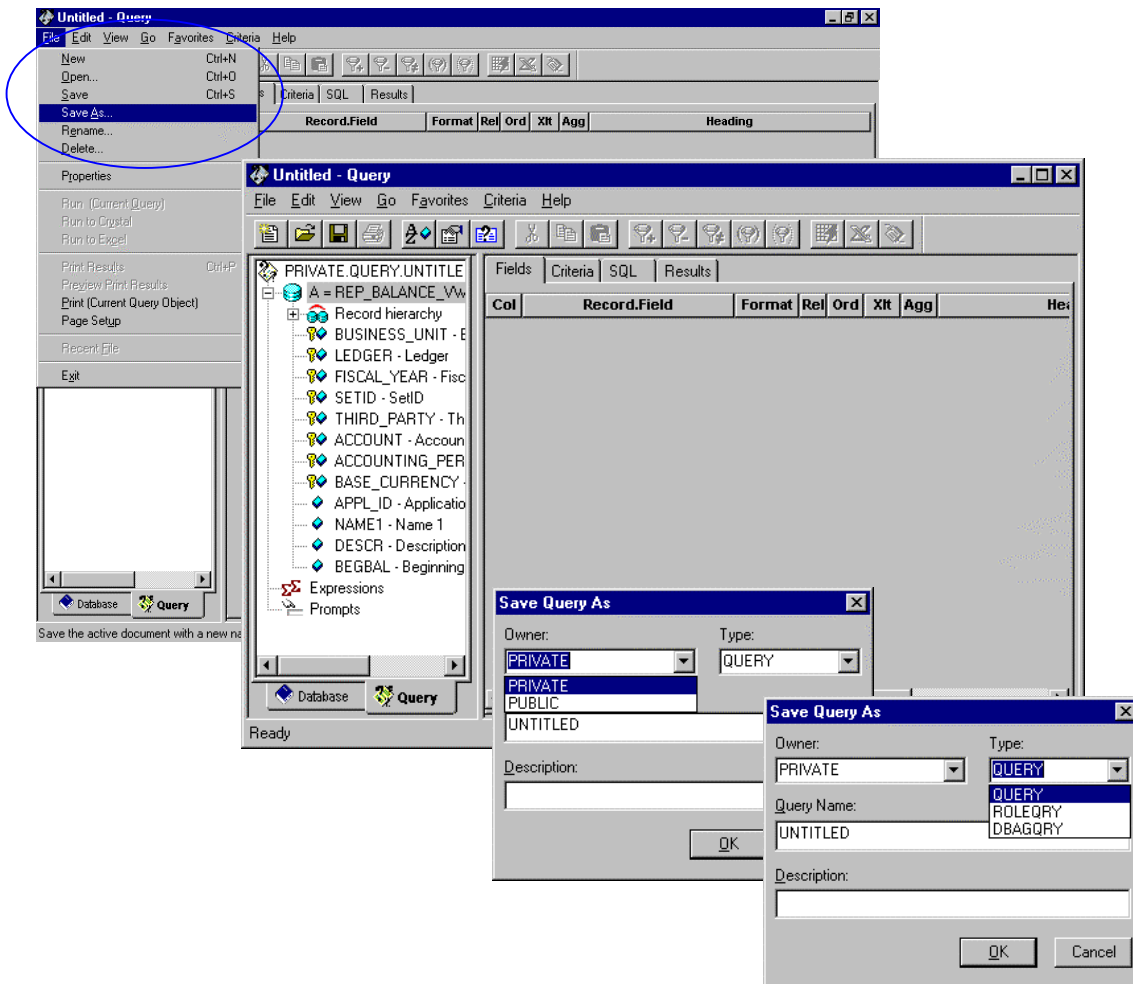 Untitled - Query
File Edit View Go Favorites Criteria Help
New Ctrl+N
Open... Ctrl+O
Save Ctrl+S
Save As...
Rename...
Delete...
Properties
Run (Current Query)
Run to Crystal
Run to Excel
Print Results Ctrl+P
Preview Print Results
Print (Current Query Object)
Page Setup
Recent File
Exit
Criteria SQL Results
Record.Field Format Rel Ord Xlt Agg Heading
Database Query
Save the active document with a new
Untitled - Query
File Edit View Go Favorites Criteria Help
PRIVATE.QUERY.UNTITLE
A = REP_BALANCE_VW
Record hierarchy
BUSINESS_UNIT -
LEDGER - Ledger
FISCAL_YEAR - Fisc
SETID - SetID
THIRD_PARTY - Th
ACCOUNT - Accoun
ACCOUNTING_PER
BASE_CURRENCY -
APPL_ID - Applicatio
NAME1 - Name 1
DESCR - Description
BEGBAL - Beginning
Expressions
Prompts
Database Query
Ready
Fields Criteria SQL Results
Col Record.Field Format Rel Ord Xlt Agg Hea
Save Query As
Owner: Type:
PRIVATE QUERY
PRIVATE
PUBLIC
UNTITLED
Description:
OK
Save Query As
Owner: Type:
PRIVATE QUERY
QUERY
ROLEQRY
DBAGQRY
Query Name:
UNTITLED
Description:
OK Cancel